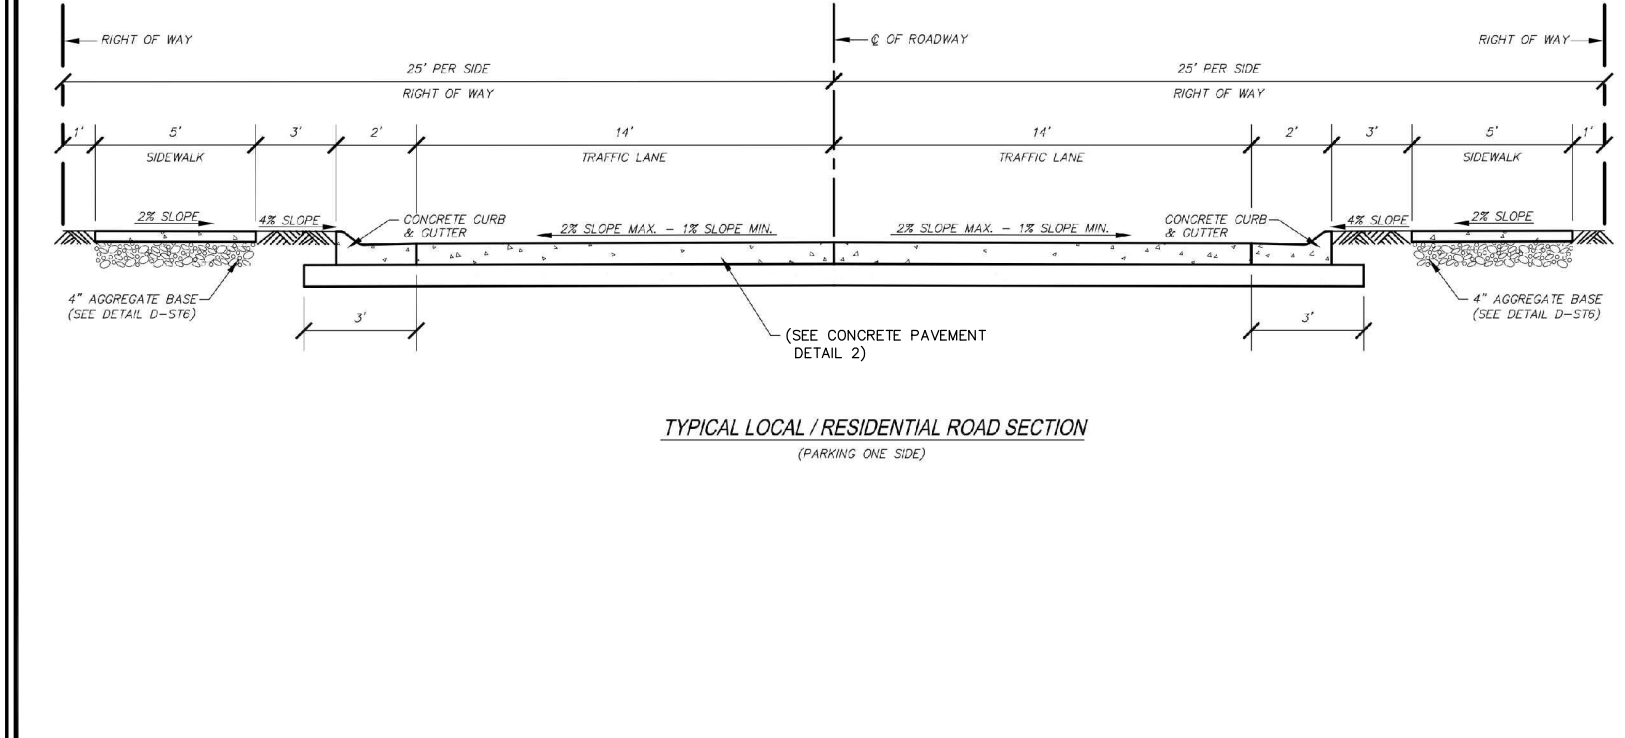 RIGHT OF WAY
℄ OF ROADWAY
RIGHT OF WAY
25' PER SIDE
RIGHT OF WAY
25' PER SIDE
RIGHT OF WAY
1'
5'
SIDEWALK
3'
2'
14'
TRAFFIC LANE
14'
TRAFFIC LANE
2'
3'
5'
SIDEWALK
1'
2% SLOPE
4% SLOPE
CONCRETE CURB
& GUTTER
2% SLOPE MAX. – 1% SLOPE MIN.
2% SLOPE MAX. – 1% SLOPE MIN.
CONCRETE CURB
& GUTTER
4% SLOPE
2% SLOPE
4" AGGREGATE BASE
(SEE DETAIL D-ST6)
3'
(SEE CONCRETE PAVEMENT
DETAIL 2)
3'
4" AGGREGATE BASE
(SEE DETAIL D-ST6)
TYPICAL LOCAL / RESIDENTIAL ROAD SECTION
(PARKING ONE SIDE)